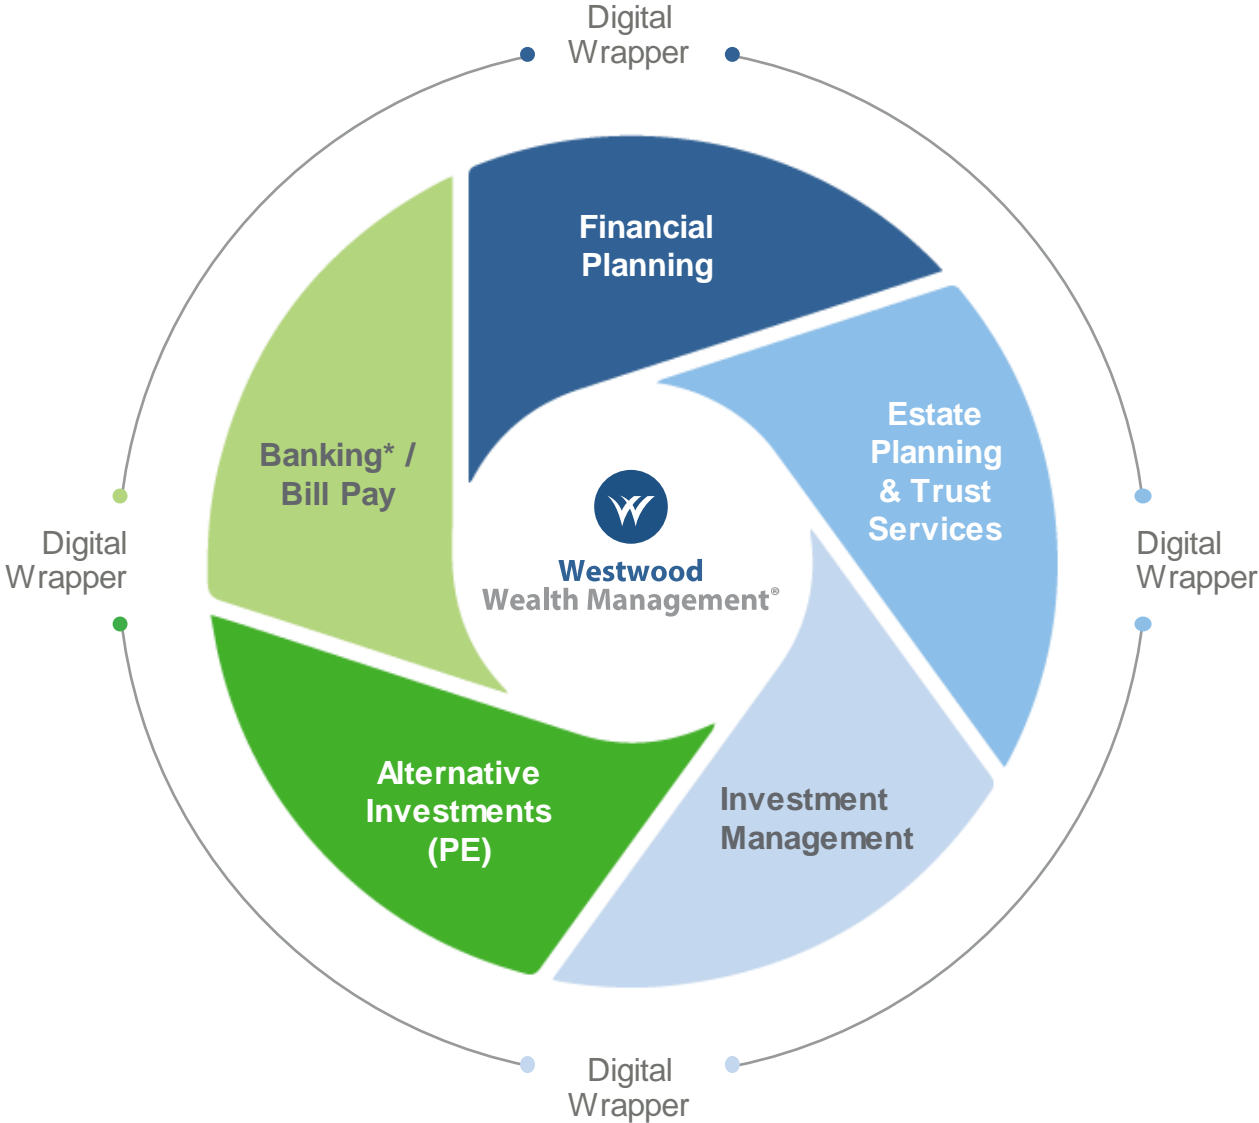 Digital
Wrapper
Financial
Planning
Estate
Planning
& Trust
Services
Banking* /
Bill Pay
Westwood
Wealth Management®
Digital
Wrapper
Digital
Wrapper
Alternative
Investments
(PE)
Investment
Management
Digital
Wrapper